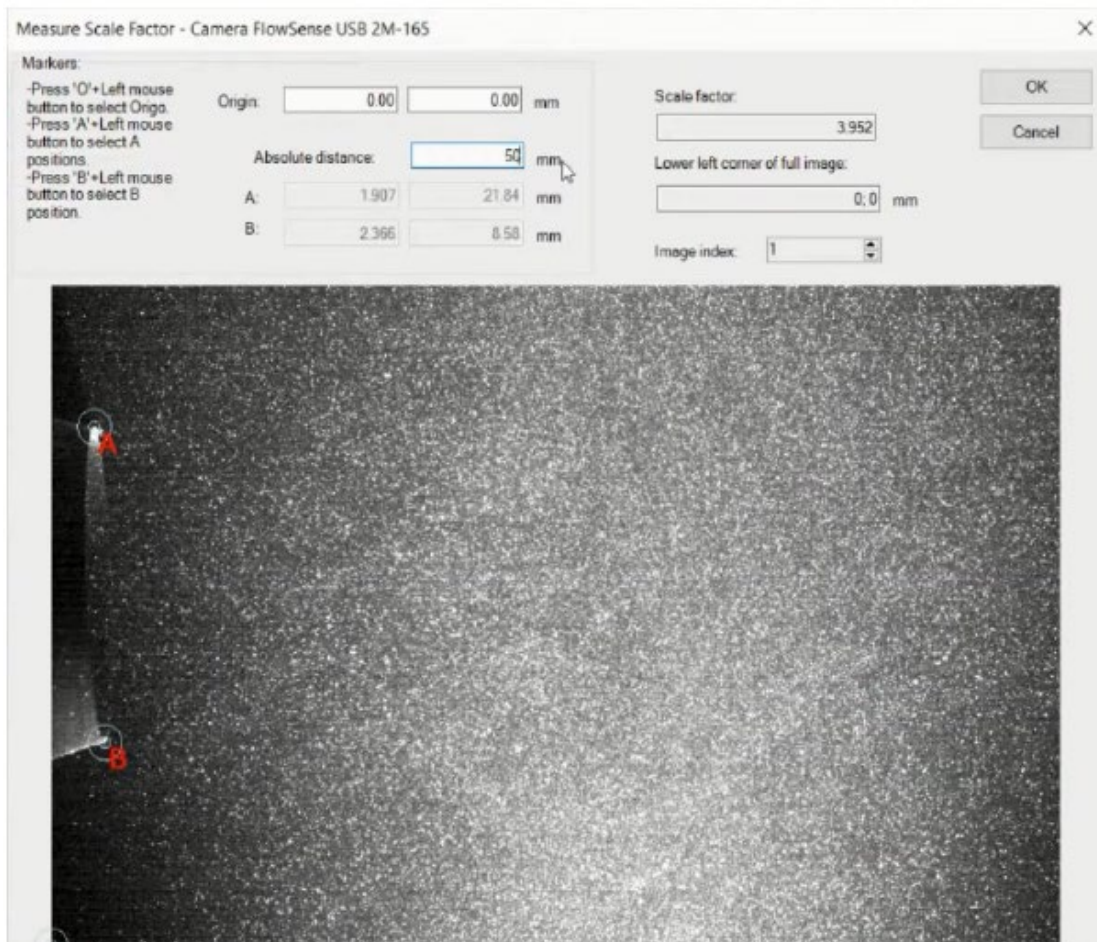 Measure Scale Factor - Camera FlowSense USB 2M-165
Markers:
-Press 'O'+Left mouse
button to select Origo.
-Press 'A'+Left mouse
button to select A
positions.
-Press 'B'+Left mouse
button to select B
position.
Origin: 0.00 0.00 mm
Absolute distance: 50 mm
A: 1.907 21.84 mm
B: 2.366 8.58 mm
Scale factor:
3.952
Lower left corner of full image:
0; 0 mm
Image index: 1
OK
Cancel
A
B